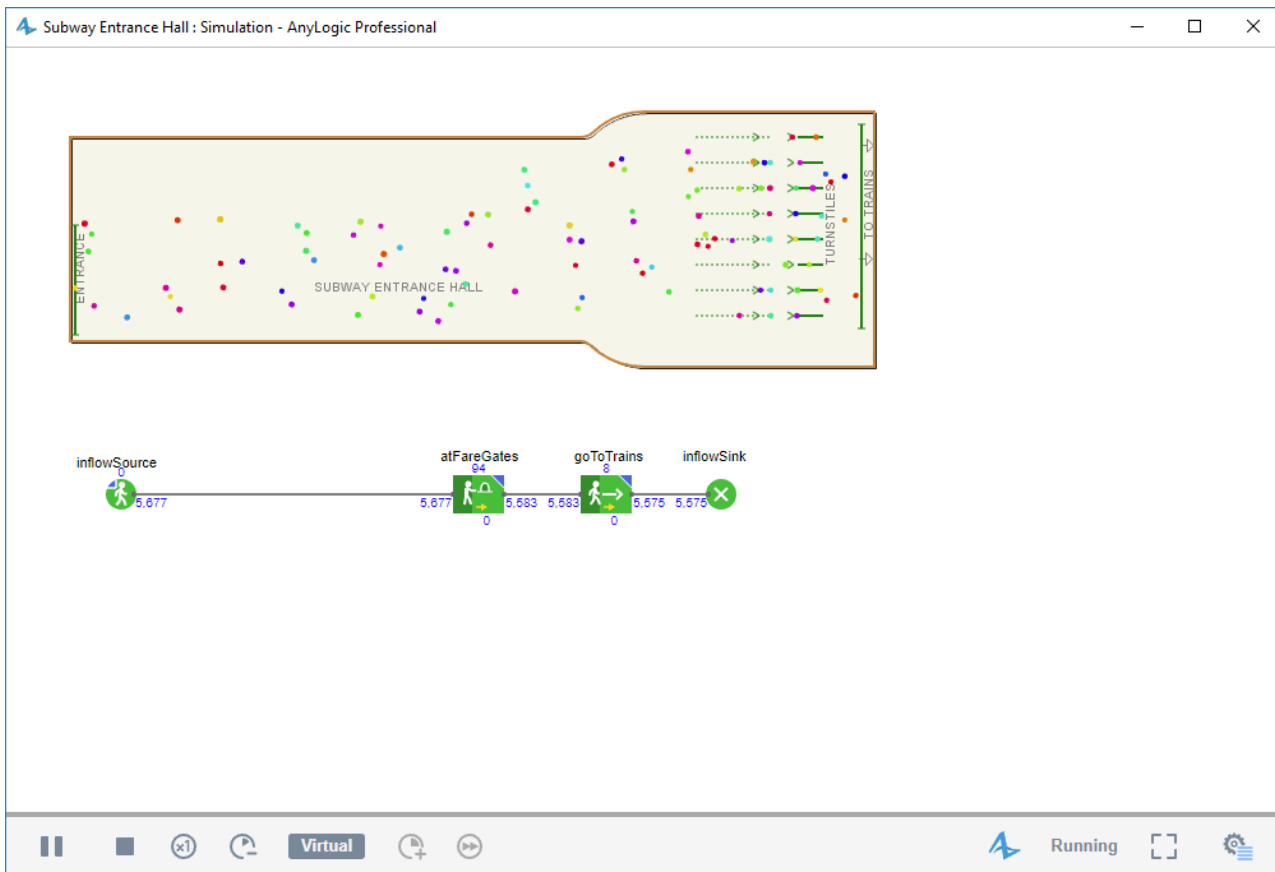 Subway Entrance Hall : Simulation - AnyLogic Professional
ENTRANCE
SUBWAY ENTRANCE HALL
TURNSTILES
TO TRAINS
inflowSource
0
5,677
atFareGates
94
5,677
5,583
0
goToTrains
8
5,583
5,575
0
inflowSink
5,575
x1
Virtual
Running